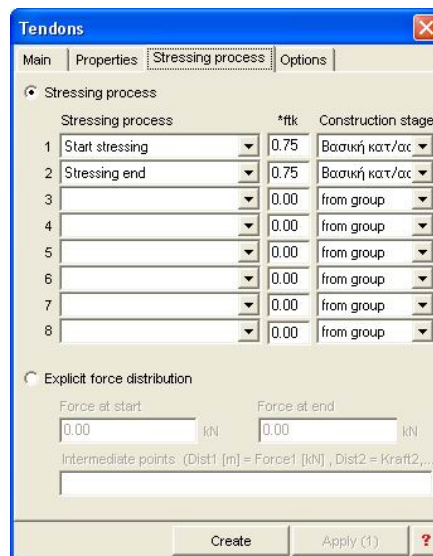 Tendons
Main Properties Stressing process Options
Stressing process
Stressing process *ftk Construction stage
1 Start stressing 0.75 Βασική κατ/ας
2 Stressing end 0.75 Βασική κατ/ας
3 0.00 from group
4 0.00 from group
5 0.00 from group
6 0.00 from group
7 0.00 from group
8 0.00 from group
Explicit force distribution
Force at start Force at end
0.00 kN 0.00 kN
Intermediate points (Dist1 [m] = Force1 [kN] , Dist2 = Kraft2,...
Create Apply (1) ?